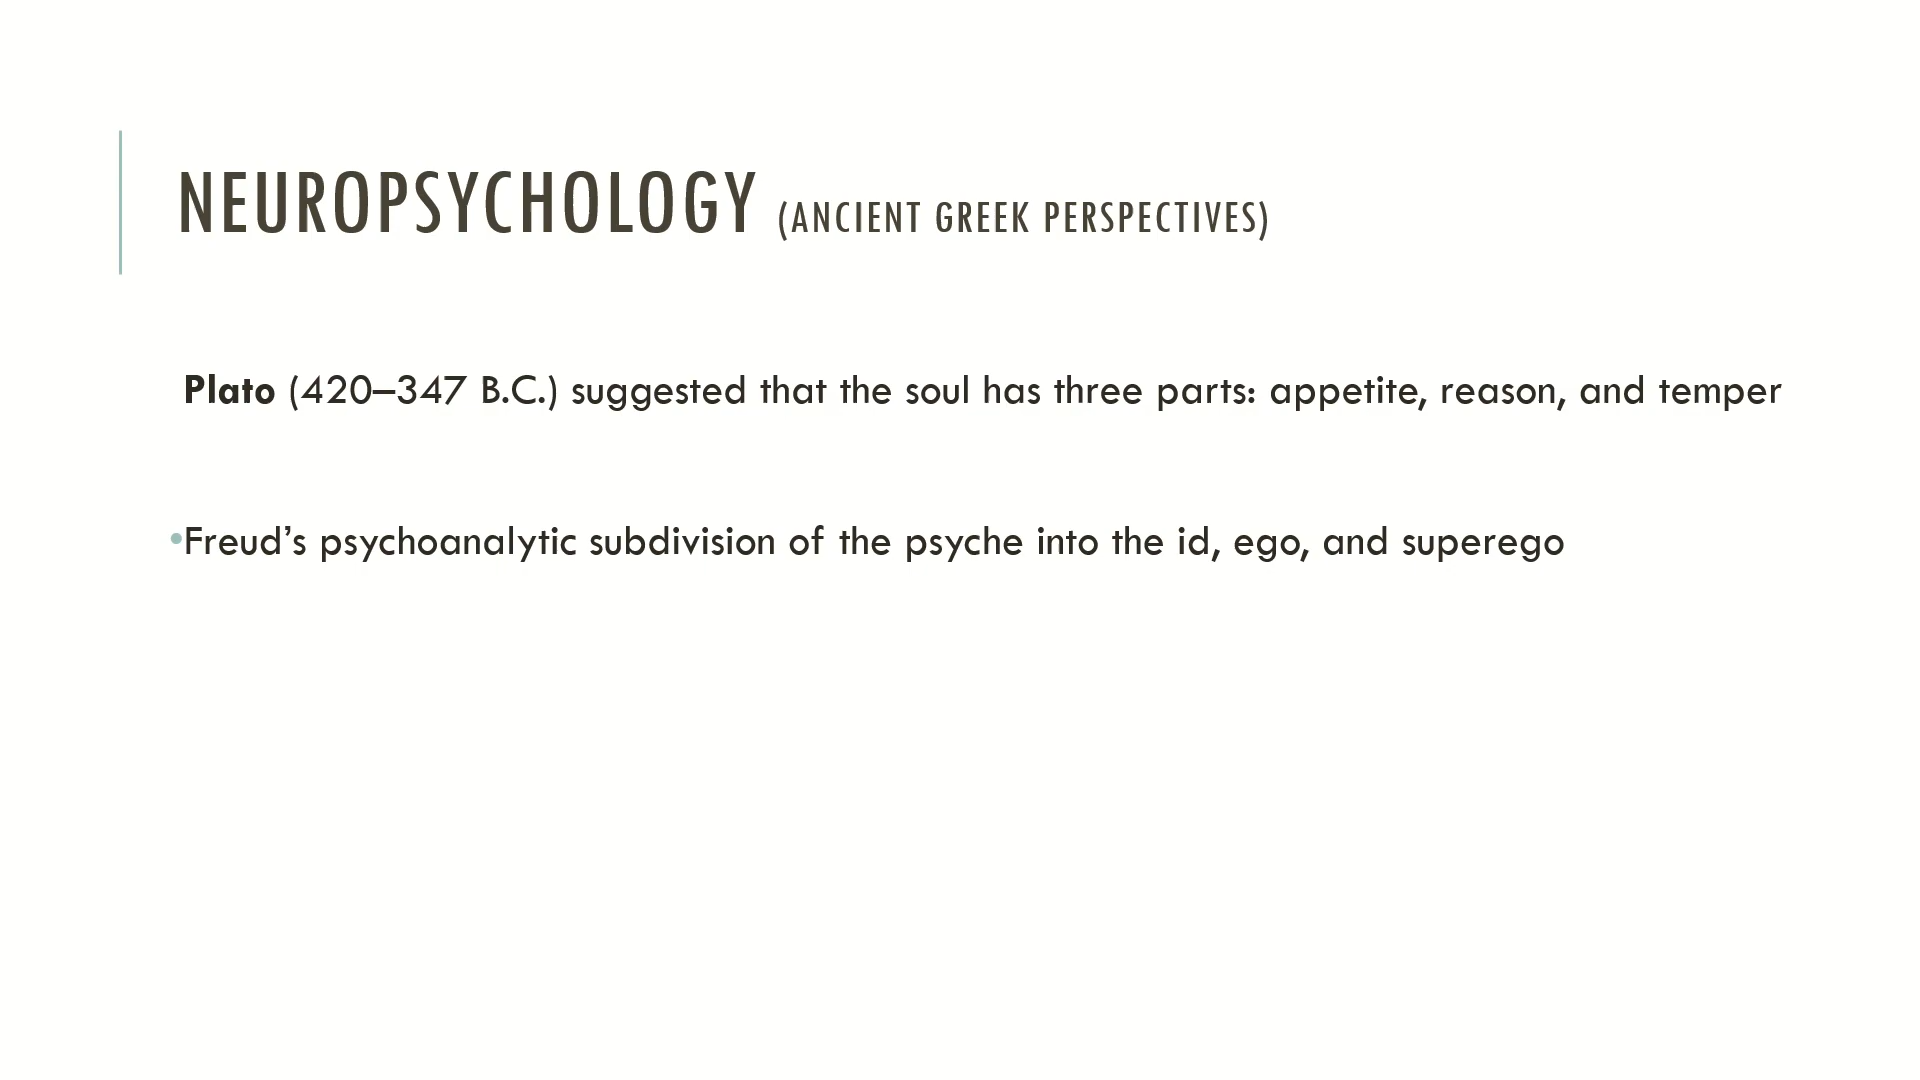 NEUROPSYCHOLOGY (ANCIENT GREEK PERSPECTIVES)
Plato (420–347 B.C.) suggested that the soul has three parts: appetite, reason, and temper
•Freud’s psychoanalytic subdivision of the psyche into the id, ego, and superego